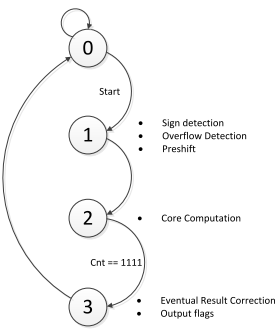 0
Start
1
• Sign detection
• Overflow Detection
• Preshift
2
• Core Computation
Cnt == 1111
3
• Eventual Result Correction
• Output flags